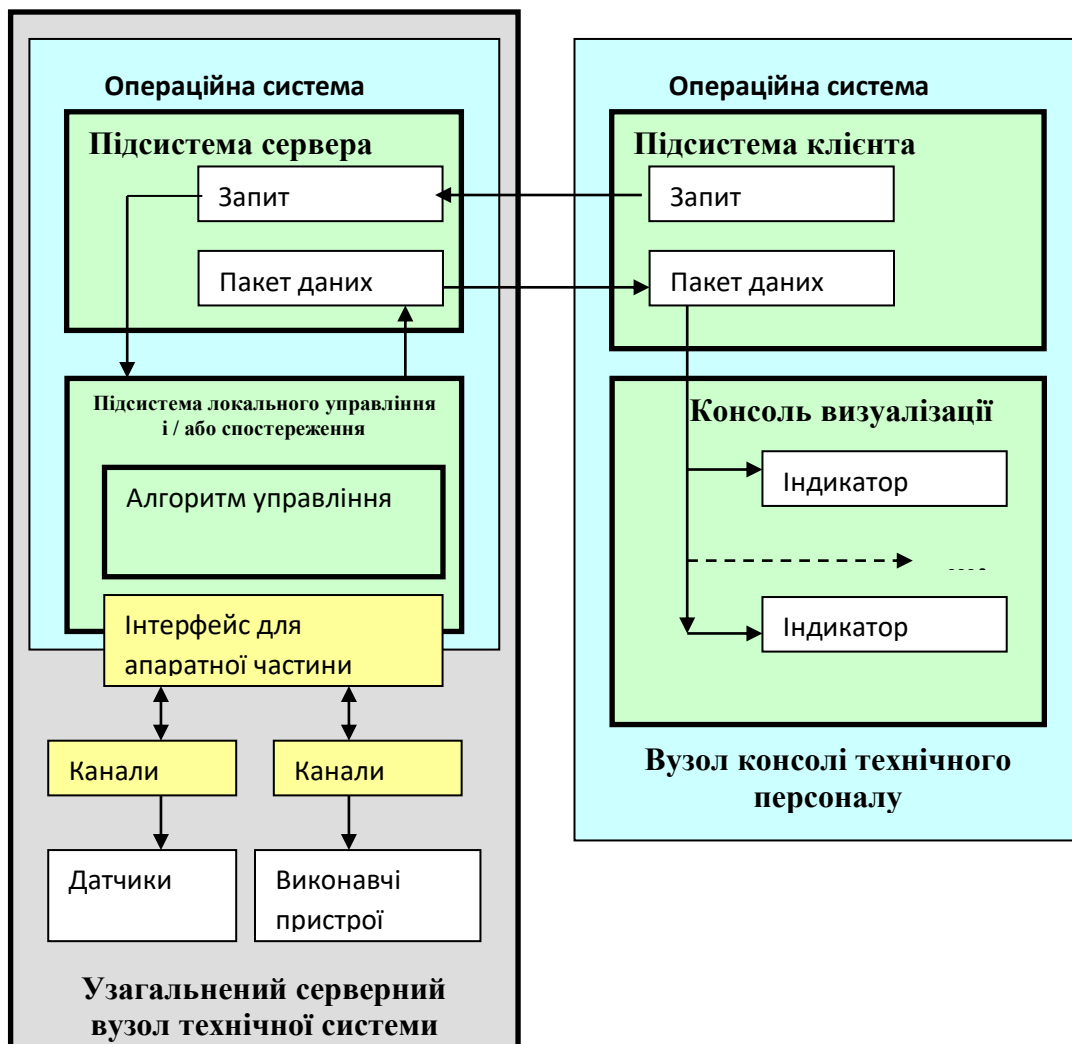 Операційна система
Підсистема сервера
Запит
Пакет даних
Підсистема локального управління
і / або спостереження
Алгоритм управління
Інтерфейс для
апаратної частини
Канали
Канали
Датчики
Виконавчі
пристрої
Узагальнений серверний
вузол технічної системи
Операційна система
Підсистема клієнта
Запит
Пакет даних
Консоль визуалізації
Індикатор
Індикатор
Вузол консолі технічного
персоналу